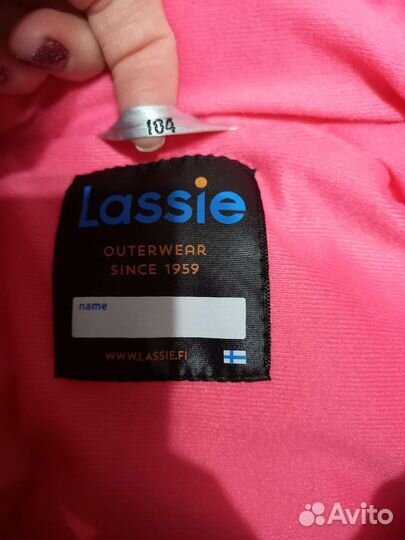 104
Lassie
OUTERWEAR
SINCE 1959
name
WWW.LASSIE.FI
Avito